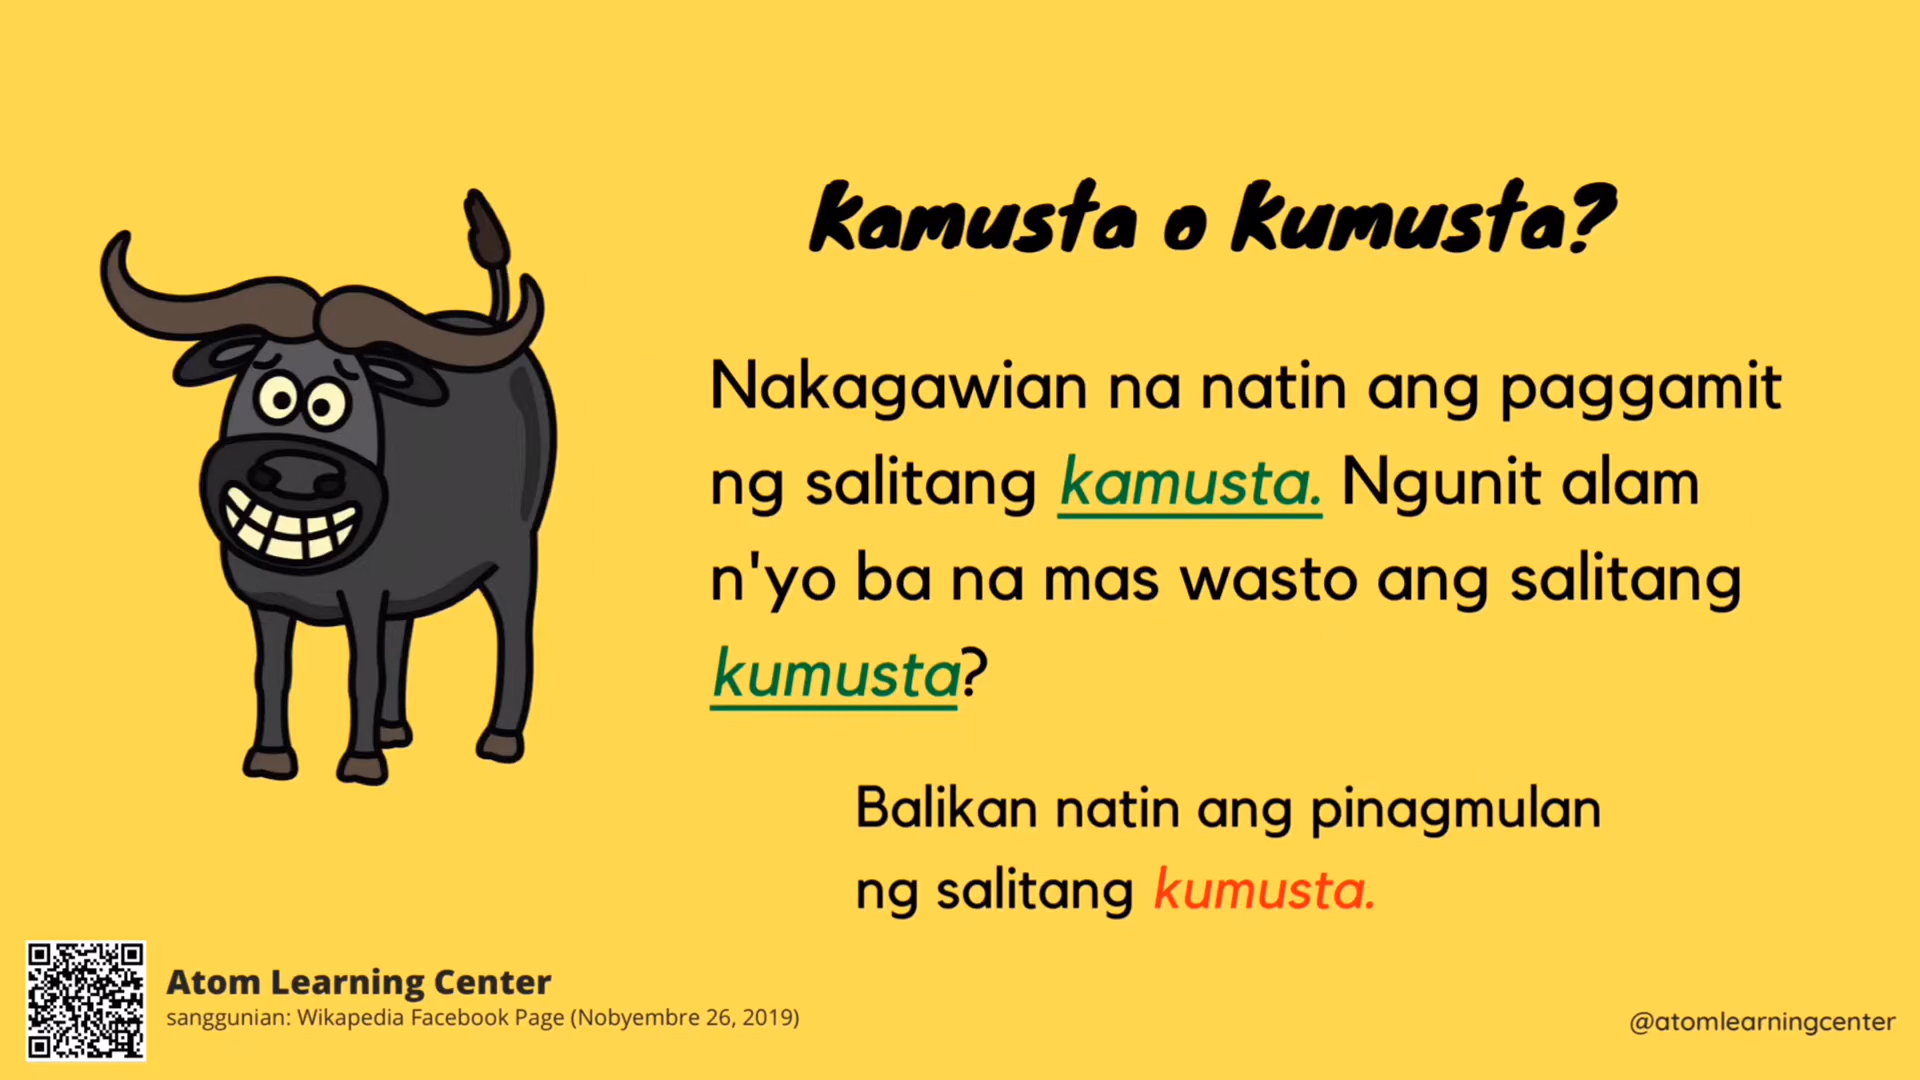 Kamusta o Kumusta?
Nakagawian na natin ang paggamit
ng salitang kamusta. Ngunit alam
n'yo ba na mas wasto ang salitang
kumusta?
Balikan natin ang pinagmulan
ng salitang kumusta.
Atom Learning Center
sanggunian: Wikapedia Facebook Page (Nobyembre 26, 2019)
@atomlearningcenter